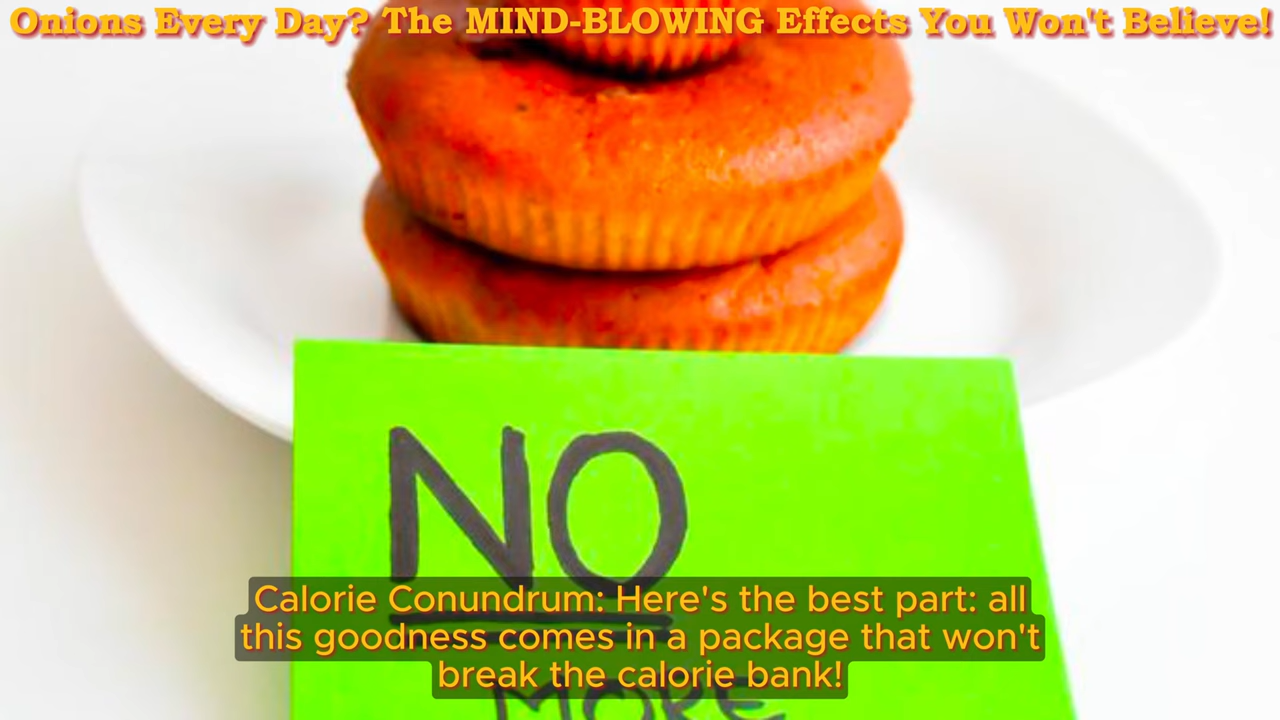 Onions Every Day? The MIND-BLOWING Effects You Won't Believe!
NO
Calorie Conundrum: Here's the best part: all
this goodness comes in a package that won't
break the calorie bank!
MORE